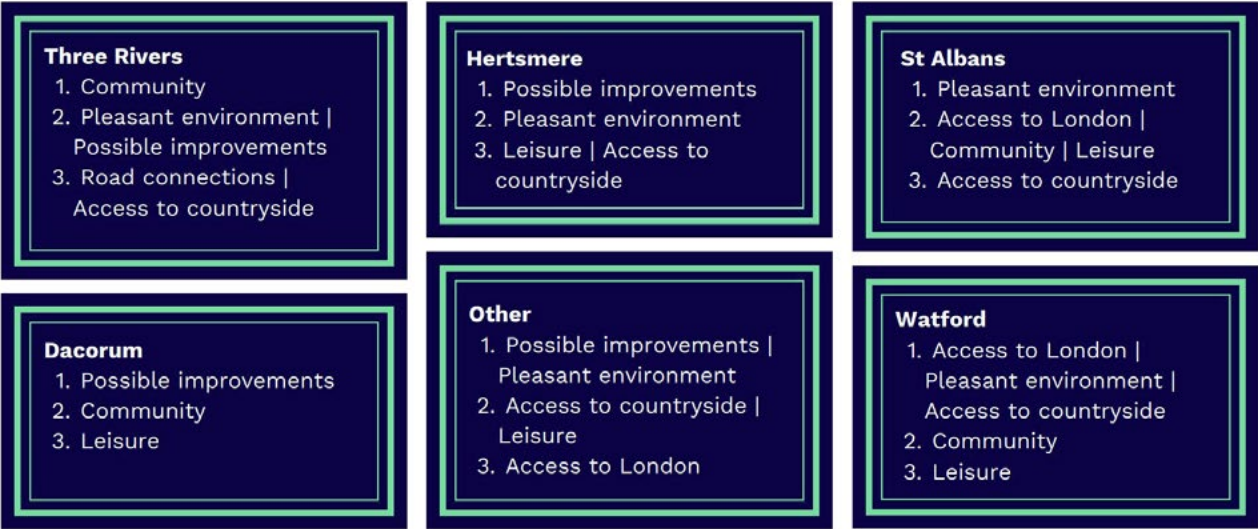 Three Rivers
1. Community
2. Pleasant environment |
Possible improvements
3. Road connections |
Access to countryside
Hertsmere
1. Possible improvements
2. Pleasant environment
3. Leisure | Access to
countryside
St Albans
1. Pleasant environment
2. Access to London |
Community | Leisure
3. Access to countryside
Dacorum
1. Possible improvements
2. Community
3. Leisure
Other
1. Possible improvements |
Pleasant environment
2. Access to countryside |
Leisure
3. Access to London
Watford
1. Access to London |
Pleasant environment |
Access to countryside
2. Community
3. Leisure